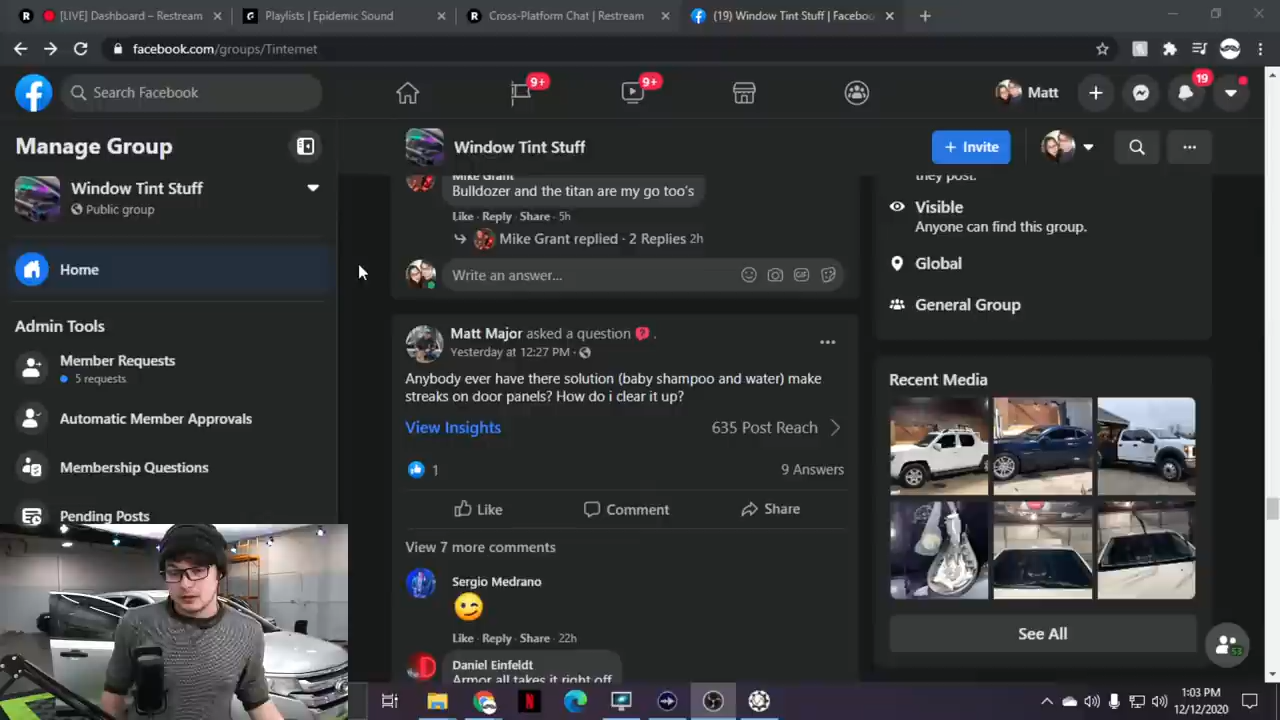 [LIVE] Dashboard – Restream
Playlists | Epidemic Sound
Cross-Platform Chat | Restream
(19) Window Tint Stuff | Faceboo
facebook.com/groups/Tinternet
Search Facebook
9+
9+
Matt
19
Manage Group
Window Tint Stuff
Public group
Home
Admin Tools
Member Requests
5 requests
Automatic Member Approvals
Membership Questions
Pending Posts
Window Tint Stuff
+ Invite
Mike Grant
Bulldozer and the titan are my go too's
Like · Reply · Share · 5h
Mike Grant replied · 2 Replies 2h
Write an answer...
GIF
Matt Major asked a question .
Yesterday at 12:27 PM ·
Anybody ever have there solution (baby shampoo and water) make
streaks on door panels? How do i clear it up?
View Insights
635 Post Reach
1
9 Answers
Like
Comment
Share
View 7 more comments
Sergio Medrano
Like · Reply · Share · 22h
Daniel Einfeldt
Armor all takes it right off
they post.
Visible
Anyone can find this group.
Global
General Group
Recent Media
See All
53
1:03 PM
12/12/2020